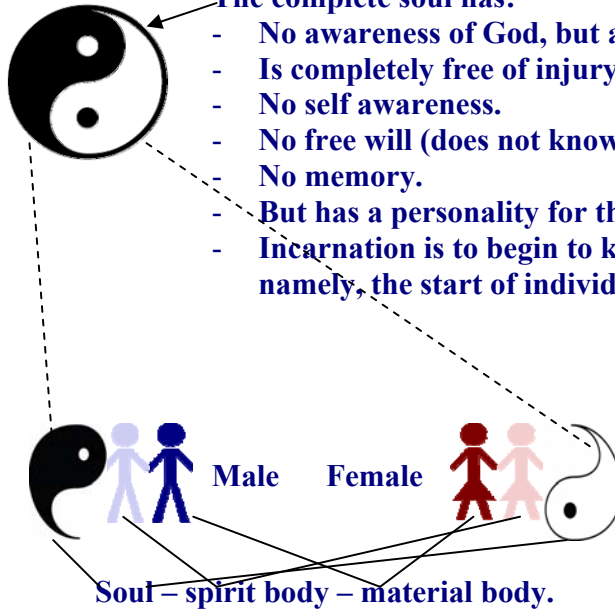 The complete soul has:
- No awareness of God, but a
- Is completely free of injury
- No self awareness.
- No free will (does not know
- No memory.
- But has a personality for th
- Incarnation is to begin to k
namely, the start of individ
Male Female
Soul – spirit body – material body.